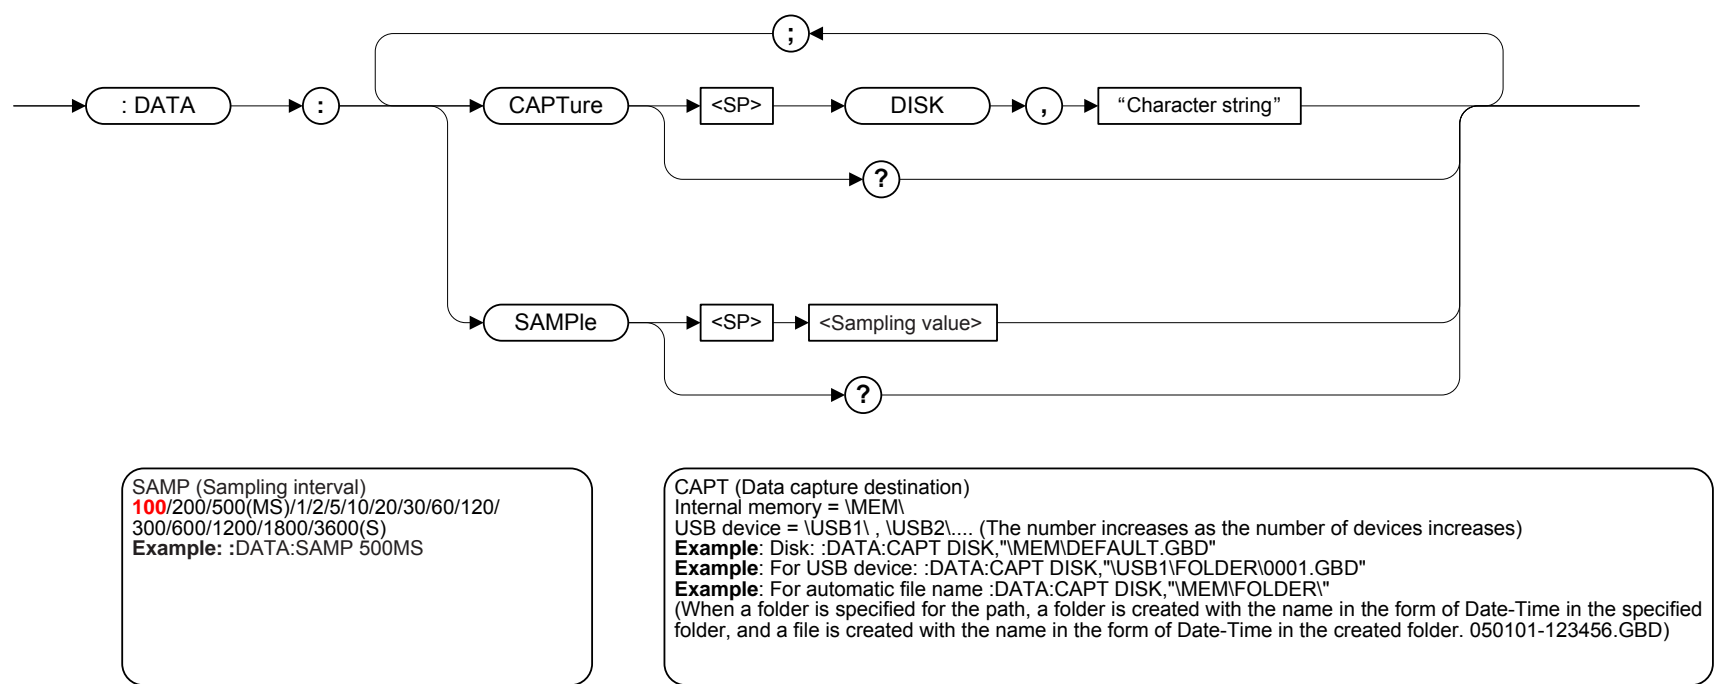 ;
: DATA : CAPTure <SP> DISK , “Character string”
?
SAMPle <SP> <Sampling value>
?
SAMP (Sampling interval)
100/200/500(MS)/1/2/5/10/20/30/60/120/
300/600/1200/1800/3600(S)
Example: :DATA:SAMP 500MS
CAPT (Data capture destination)
Internal memory = \MEM\
USB device = \USB1\ , \USB2\.... (The number increases as the number of devices increases)
Example: Disk: :DATA:CAPT DISK,"\MEM\DEFAULT.GBD"
Example: For USB device: :DATA:CAPT DISK,"\USB1\FOLDER\0001.GBD"
Example: For automatic file name :DATA:CAPT DISK,"\MEM\FOLDER\"
(When a folder is specified for the path, a folder is created with the name in the form of Date-Time in the specified
folder, and a file is created with the name in the form of Date-Time in the created folder. 050101-123456.GBD)